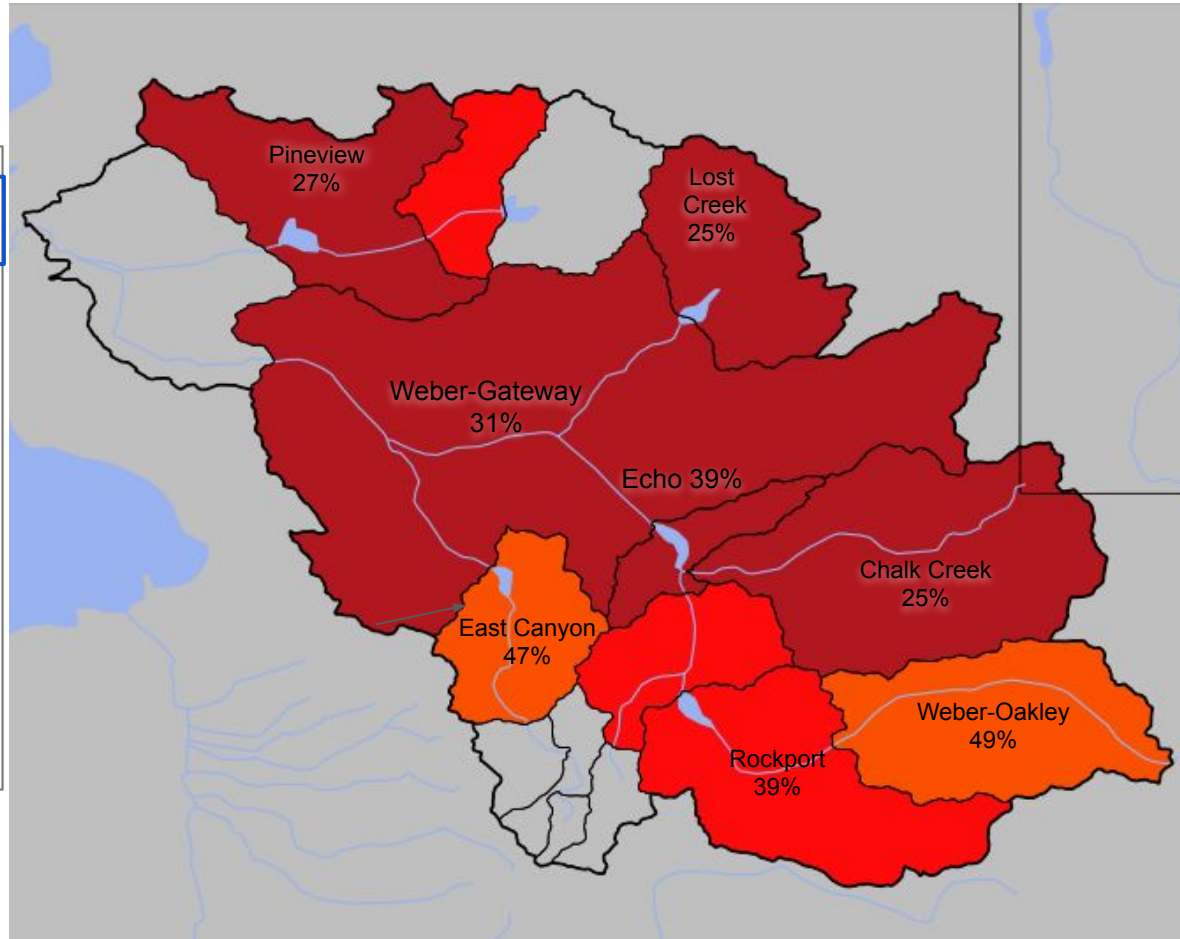 Pineview
27%
Lost
Creek
25%
Weber-Gateway
31%
Echo 39%
Chalk Creek
25%
East Canyon
47%
Weber-Oakley
49%
Rockport
39%